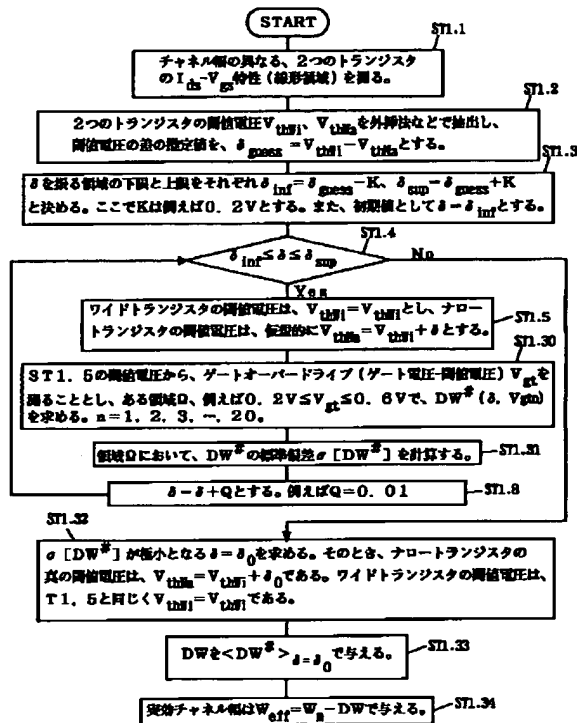 START
ST1.1
チャネル幅の異なる、2つのトランジスタ
のIds-Vgs特性(線形領域)を測る。
ST1.2
2つのトランジスタの閾値電圧VthWi、VthNaを外挿法などで抽出し、
閾値電圧の差の推定値を、δguess=VthWi-VthNaとする。
ST1.3
δを振る領域の下限と上限をそれぞれδinf=δguess-K、δsup=δguess+K
と決める。ここでKは例えば0.2Vとする。また、初期値としてδ=δinfとする。
ST1.4
δinf≤δ≤δsup
No
Yes
ワイドトランジスタの閾値電圧は、VthWi=VthWiとし、ナロー
トランジスタの閾値電圧は、仮想的にVthNa=VthWi+δとする。
ST1.5
ST1.30
ST1.5の閾値電圧から、ゲートオーバードライブ(ゲート電圧-閾値電圧)Vgtを
測ることとし、ある領域Ω、例えば0.2V≤Vgt≤0.6Vで、DW#(δ, Vgtn)
を求める。n=1, 2, 3, …, 20。
領域Ωにおいて、DW#の標準偏差σ[DW#]を計算する。
ST1.31
δ=δ+Qとする。例えばQ=0.01
ST1.8
ST1.32
σ[DW#]が極小となるδ=δ0を求める。そのとき、ナロートランジスタの
真の閾値電圧は、VthNa=VthWi+δ0である。ワイドトランジスタの閾値電圧は、
T1.5と同じくVthWi=VthWiである。
ST1.33
DWを<DW#>δ=δ0で与える。
実効チャネル幅はWeff=Wm-DWで与える。
ST1.34